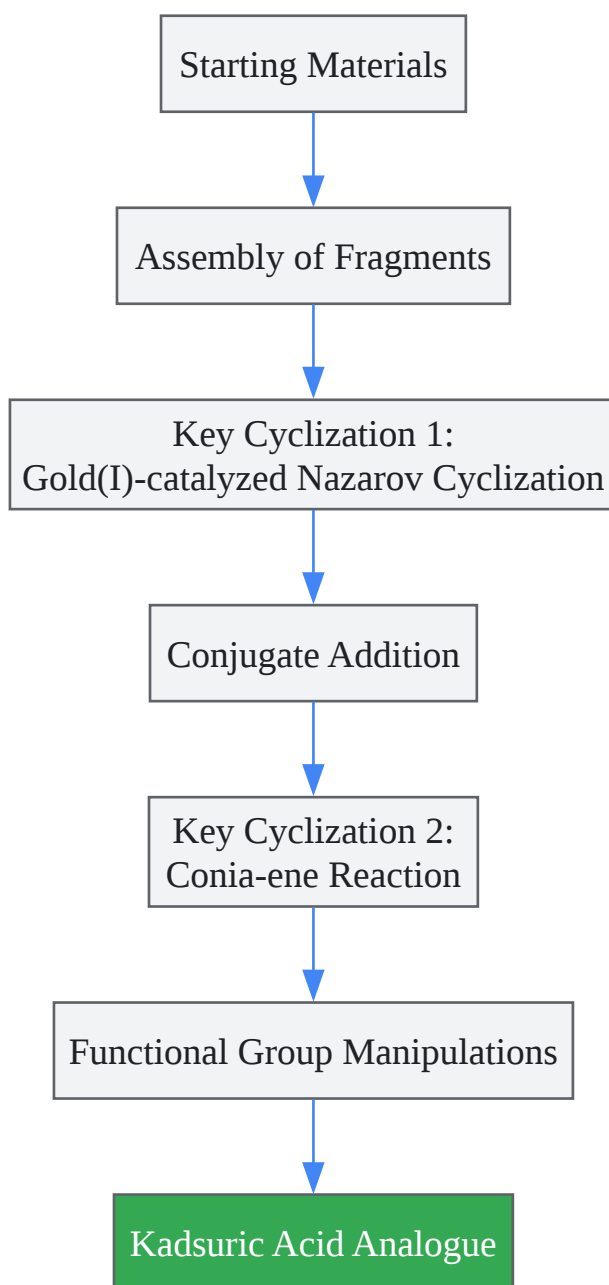 Starting Materials
Assembly of Fragments
Key Cyclization 1:
Gold(I)-catalyzed Nazarov Cyclization
Conjugate Addition
Key Cyclization 2:
Conia-ene Reaction
Functional Group Manipulations
Kadsuric Acid Analogue